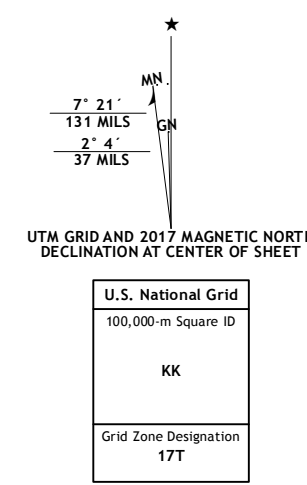 MN
7° 21´
131 MILS
GN
2° 4´
37 MILS
UTM GRID AND 2017 MAGNETIC NORT
DECLINATION AT CENTER OF SHEET
U.S. National Grid
100,000-m Square ID
KK
Grid Zone Designation
17T